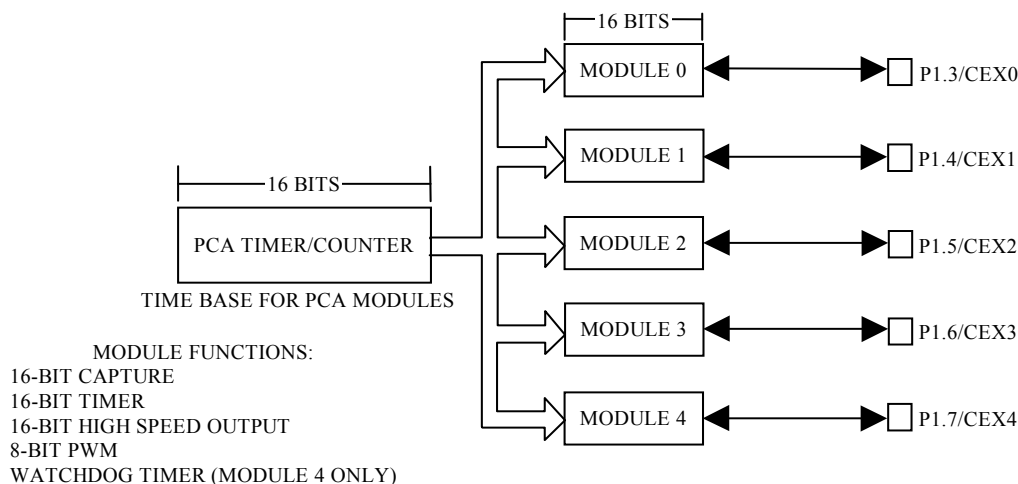 16 BITS
MODULE 0
P1.3/CEX0
MODULE 1
P1.4/CEX1
16 BITS
PCA TIMER/COUNTER
MODULE 2
P1.5/CEX2
TIME BASE FOR PCA MODULES
MODULE 3
P1.6/CEX3
MODULE 4
P1.7/CEX4
MODULE FUNCTIONS:
16-BIT CAPTURE
16-BIT TIMER
16-BIT HIGH SPEED OUTPUT
8-BIT PWM
WATCHDOG TIMER (MODULE 4 ONLY)